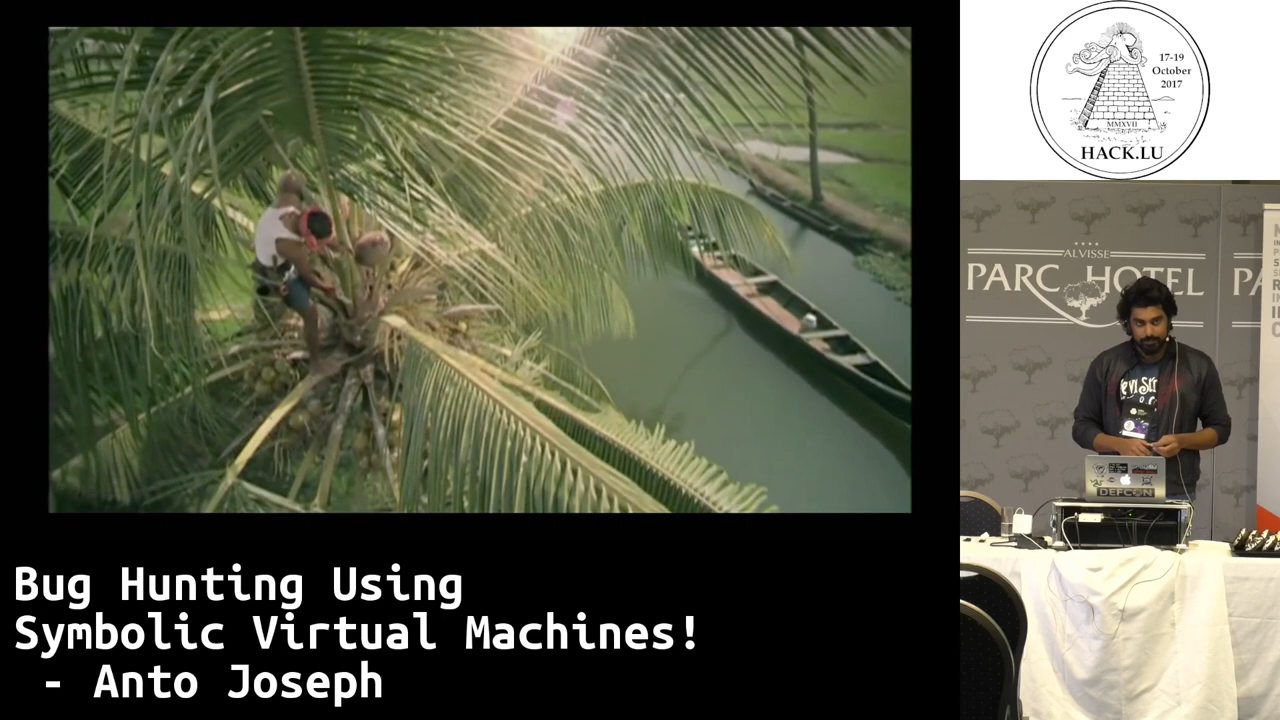 17-19
October
2017
MMXVII
HACK.LU
ALVISSE
PARC HOTEL
PA
DEFCON
Bug Hunting Using
Symbolic Virtual Machines!
- Anto Joseph